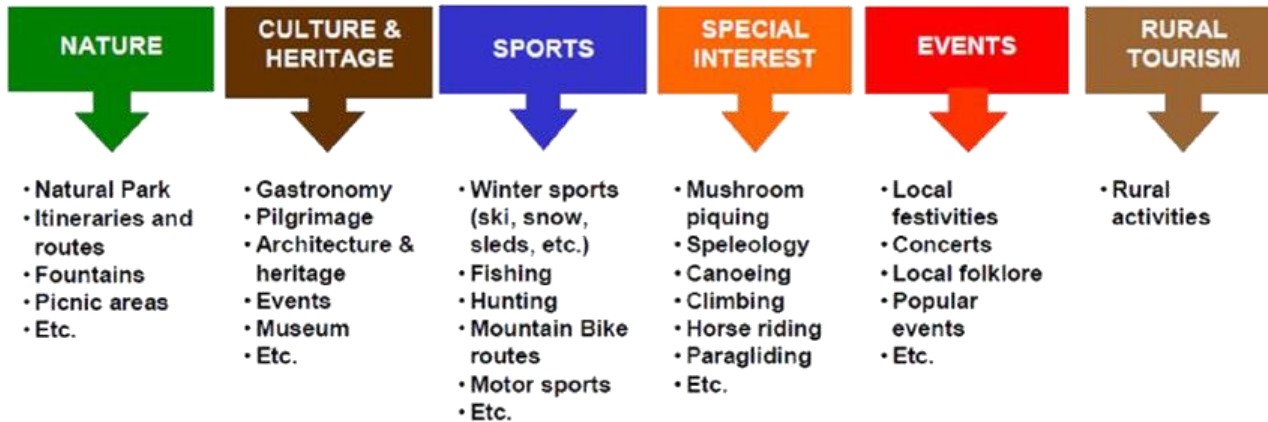 NATURE
• Natural Park
• Itineraries and
routes
• Fountains
• Picnic areas
• Etc.
CULTURE &
HERITAGE
• Gastronomy
• Pilgrimage
• Architecture &
heritage
• Events
• Museum
• Etc.
SPORTS
• Winter sports
(ski, snow,
sleds, etc.)
• Fishing
• Hunting
• Mountain Bike
routes
• Motor sports
• Etc.
SPECIAL
INTEREST
• Mushroom
piquing
• Speleology
• Canoeing
• Climbing
• Horse riding
• Paragliding
• Etc.
EVENTS
• Local
festivities
• Concerts
• Local folklore
• Popular
events
• Etc.
RURAL
TOURISM
• Rural
activities